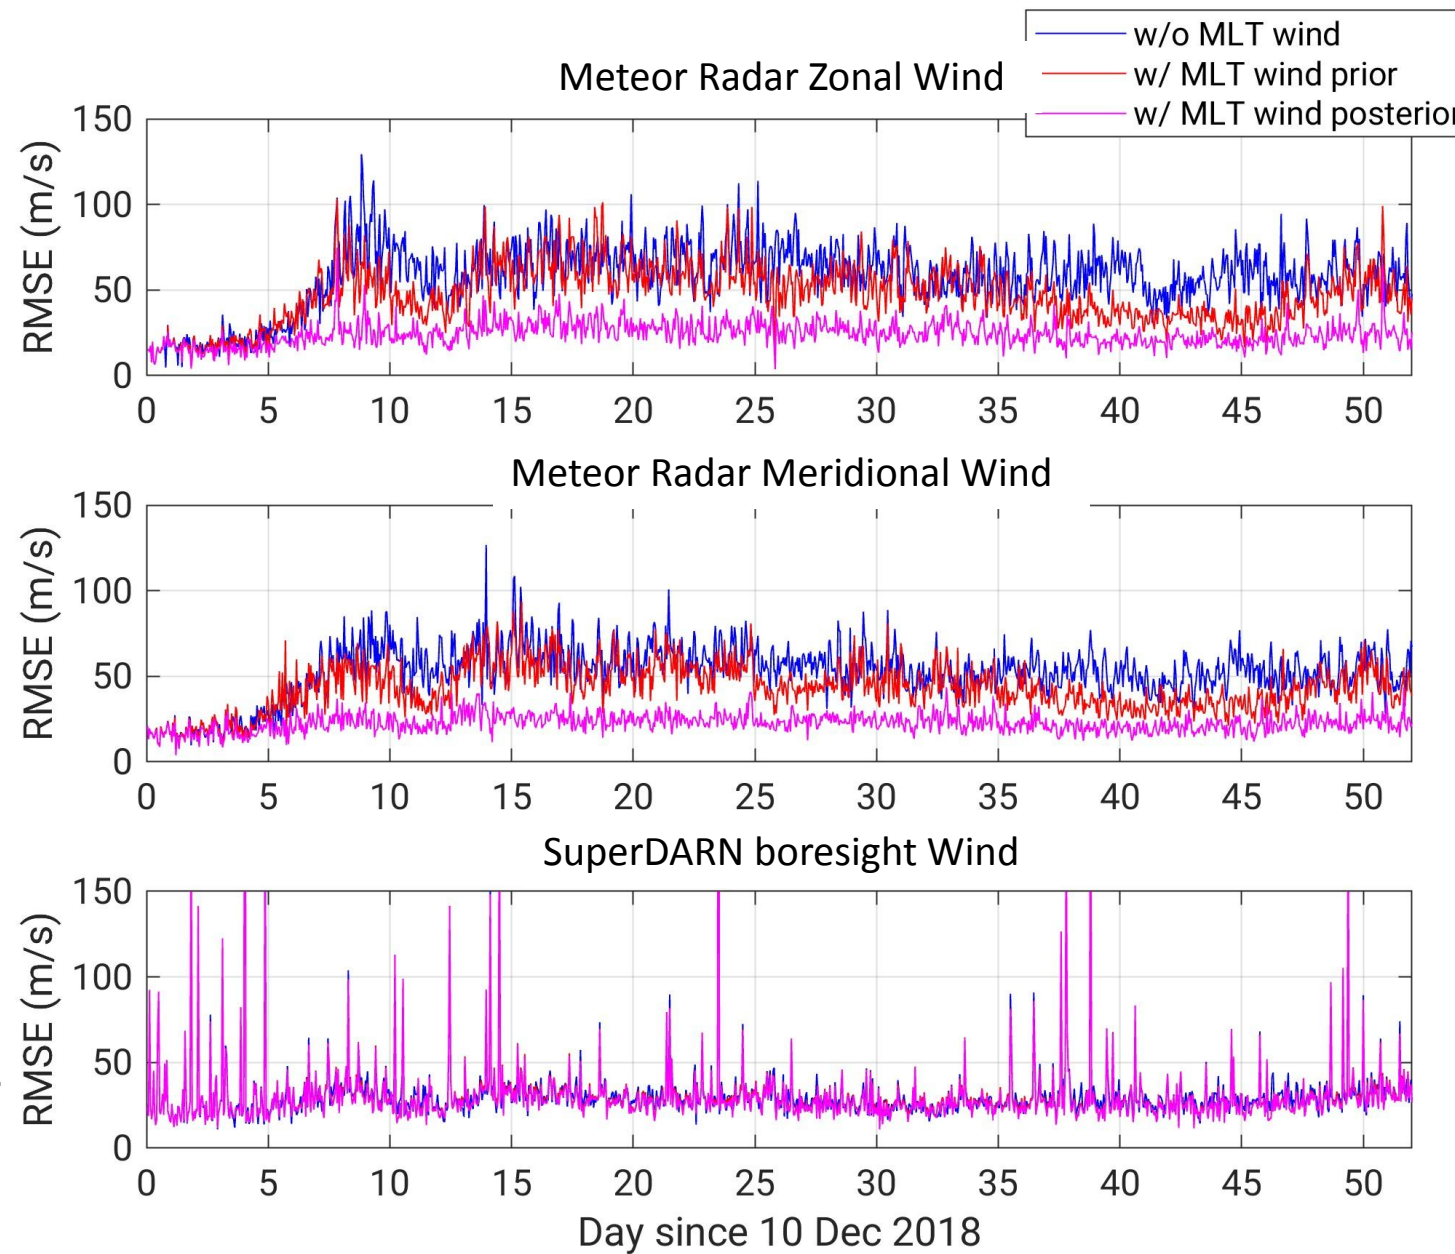 w/o MLT wind
w/ MLT wind prior
w/ MLT wind posterior
Meteor Radar Zonal Wind
RMSE (m/s)
150
100
50
0
0 5 10 15 20 25 30 35 40 45 50
Meteor Radar Meridional Wind
RMSE (m/s)
150
100
50
0
0 5 10 15 20 25 30 35 40 45 50
SuperDARN boresight Wind
RMSE (m/s)
150
100
50
0
0 5 10 15 20 25 30 35 40 45 50
Day since 10 Dec 2018